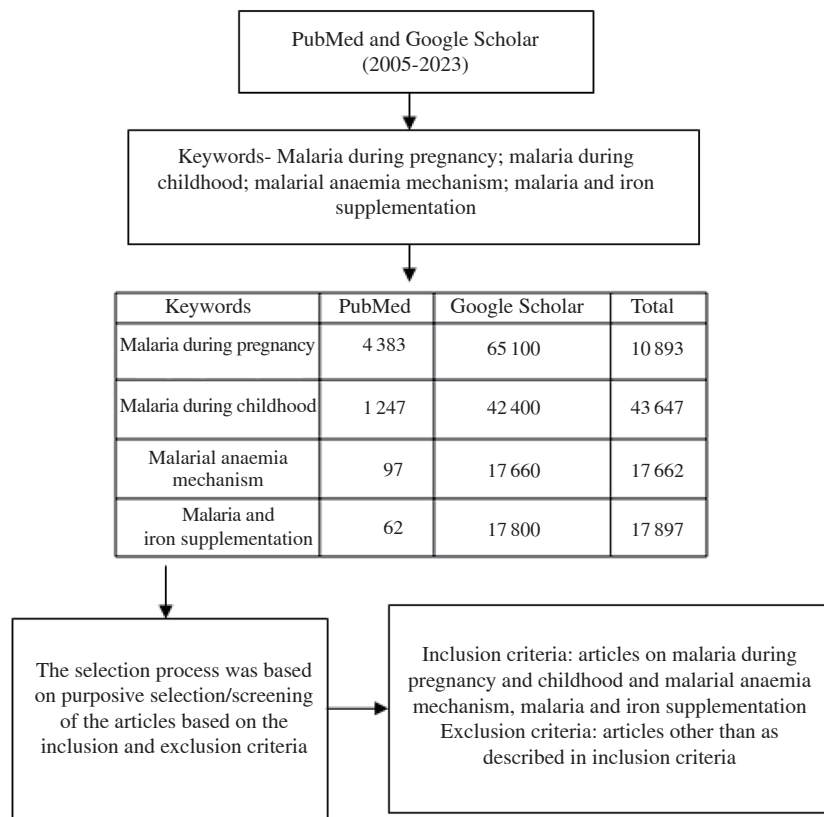 PubMed and Google Scholar
(2005-2023)
Keywords- Malaria during pregnancy; malaria during
childhood; malarial anaemia mechanism; malaria and iron
supplementation
Keywords PubMed Google Scholar Total
Malaria during pregnancy 4 383 65 100 10 893
Malaria during childhood 1 247 42 400 43 647
Malarial anaemia
mechanism 97 17 660 17 662
Malaria and
iron supplementation 62 17 800 17 897
The selection process was based
on purposive selection/screening
of the articles based on the
inclusion and exclusion criteria
Inclusion criteria: articles on malaria during
pregnancy and childhood and malarial anaemia
mechanism, malaria and iron supplementation
Exclusion criteria: articles other than as
described in inclusion criteria